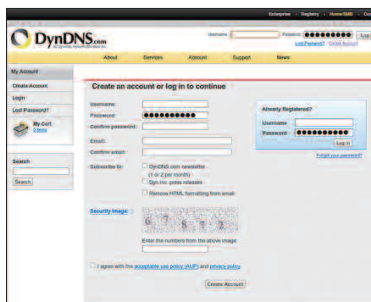 Enterprise Registry Home/SMB
DynDNS.com
Username: Password: Log
Lost Password? Create Account
About Services Account Support News
My Account
Create Account
Login
Lost Password?
My Cart
0 items
Search
Search
Create an account or log in to continue
Username:
Password:
Confirm password:
Email:
Confirm email:
Subscribe to:
DynDNS.com newsletter
(1 or 2 per month)
Dyn Inc. press releases
Remove HTML formatting from email
Security Image:
Enter the numbers from the above image:
I agree with the acceptable use policy (AUP) and privacy policy.
Create Account
Already Registered?
Username
Password
Log in
Forgot your password?